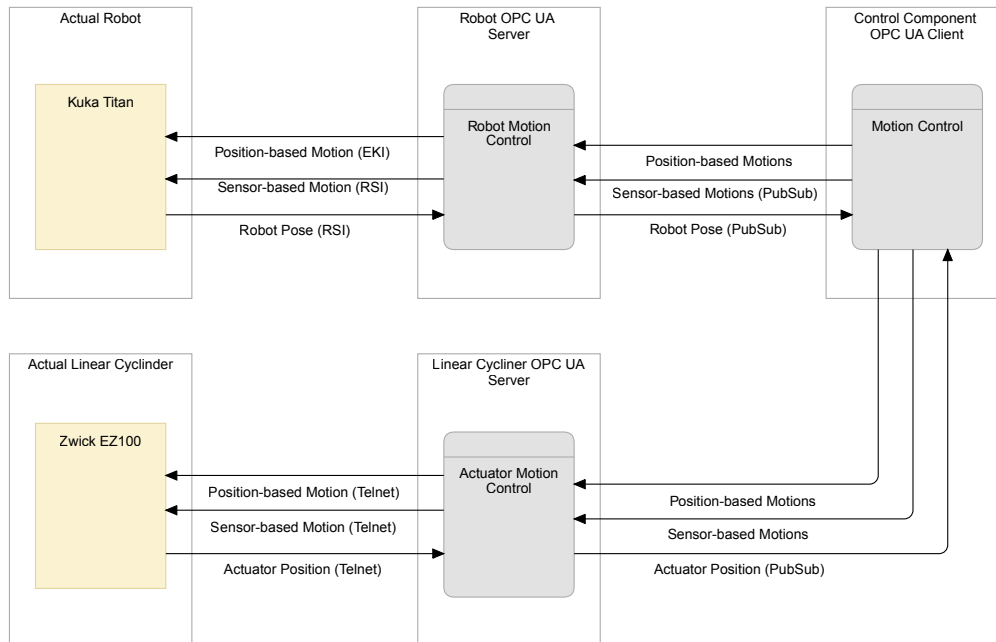 Actual Robot
Robot OPC UA
Server
Control Component
OPC UA Client
Kuka Titan
Robot Motion
Control
Motion Control
Position-based Motion (EKI)
Position-based Motions
Sensor-based Motion (RSI)
Sensor-based Motions (PubSub)
Robot Pose (RSI)
Robot Pose (PubSub)
Actual Linear Cyclinder
Linear Cycliner OPC UA
Server
Zwick EZ100
Actuator Motion
Control
Position-based Motion (Telnet)
Position-based Motions
Sensor-based Motion (Telnet)
Sensor-based Motions
Actuator Position (Telnet)
Actuator Position (PubSub)